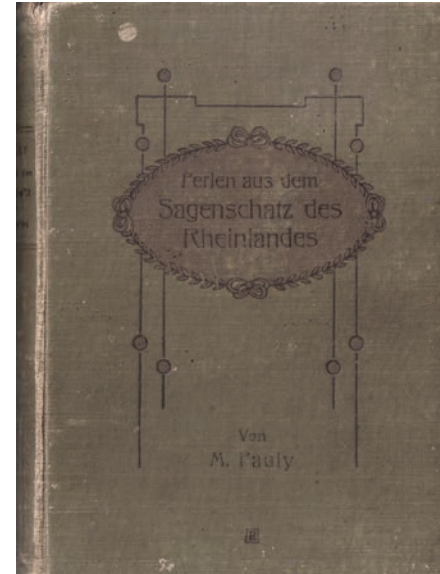 Perlen aus dem
Sagenschatz des
Rheinlandes
Von
M. Pauly